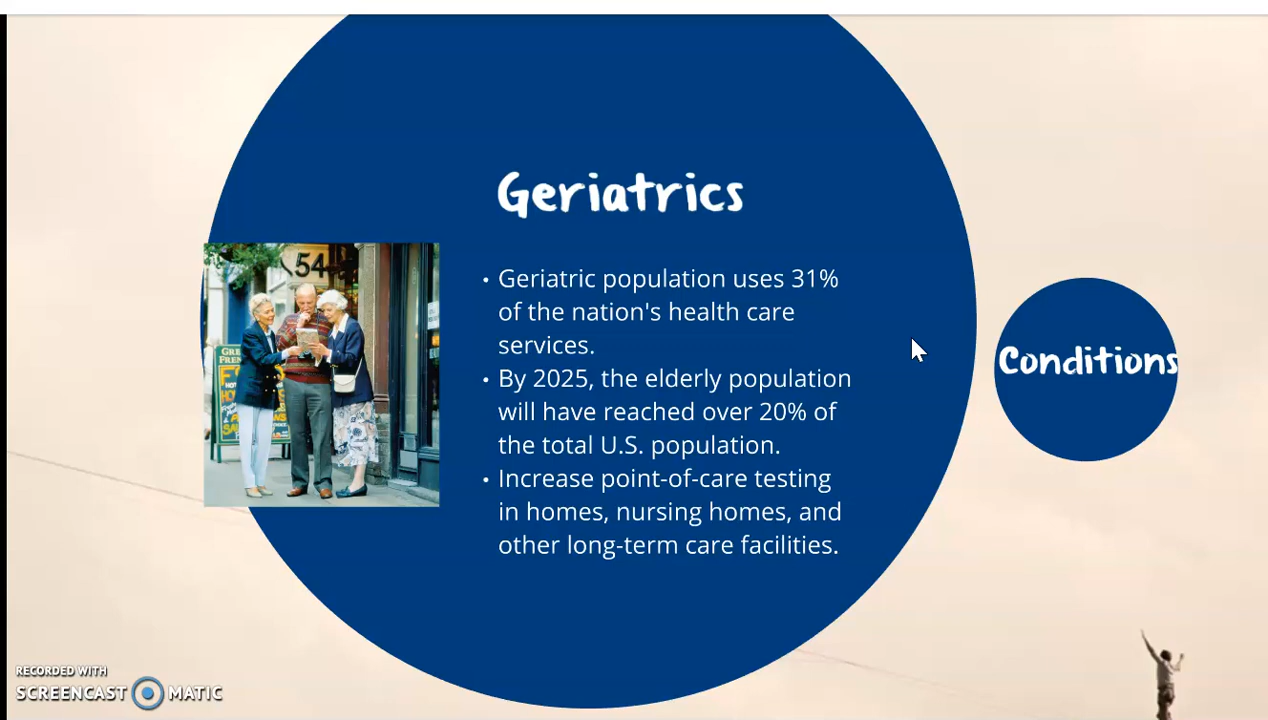 Geriatrics
54
• Geriatric population uses 31%
of the nation's health care
services.
• By 2025, the elderly population
will have reached over 20% of
the total U.S. population.
• Increase point-of-care testing
in homes, nursing homes, and
other long-term care facilities.
Conditions
RECORDED WITH
SCREENCAST MATIC